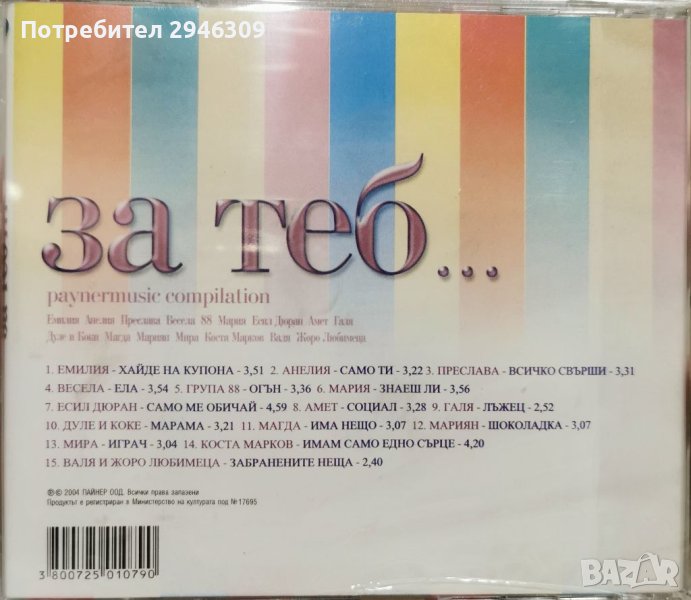 Потребител 2946309
за теб...
paynermusic compilation
Емилия Анелия Преслава Весела 88 Мария Есил Дюран Амет Галя
Дуле и Коки Магда Мариян Мира Коста Марков Валя Жоро Любимеца
1. ЕМИЛИЯ - ХАЙДЕ НА КУПОНА - 3,51 2. АНЕЛИЯ - САМО ТИ - 3,22 3. ПРЕСЛАВА - ВСИЧКО СВЪРШИ - 3,31
4. ВЕСЕЛА - ЕЛА - 3,54 5. ГРУПА 88 - ОГЪН - 3,36 6. МАРИЯ - ЗНАЕШ ЛИ - 3,56
7. ЕСИЛ ДЮРАН - САМО МЕ ОБИЧАЙ - 4,59 8. АМЕТ - СОЦИАЛ - 3,28 9. ГАЛЯ - ЛЪЖЕЦ - 2,52
10. ДУЛЕ И КОКЕ - МАРАМА - 3,21 11. МАГДА - ИМА НЕЩО - 3,07 12. МАРИЯН - ШОКОЛАДКА - 3,07
13. МИРА - ИГРАЧ - 3,04 14. КОСТА МАРКОВ - ИМАМ САМО ЕДНО СЪРЦЕ - 4,20
15. ВАЛЯ И ЖОРО ЛЮБИМЕЦА - ЗАБРАНЕНИТЕ НЕЩА - 2,40
℗© 2004 ПАЙНЕР ООД. Всички права запазени
Продуктът е регистриран в Министерство на културата под № 17695
3 800725 010790
BAZAR